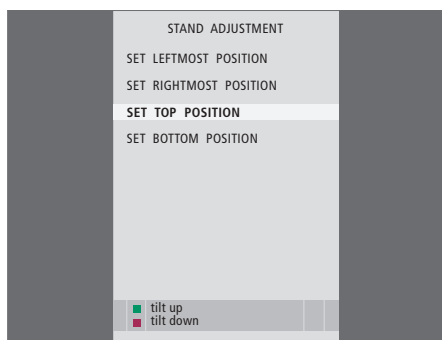 STAND ADJUSTMENT
SET LEFTMOST POSITION
SET RIGHTMOST POSITION
SET TOP POSITION
SET BOTTOM POSITION
tilt up
tilt down